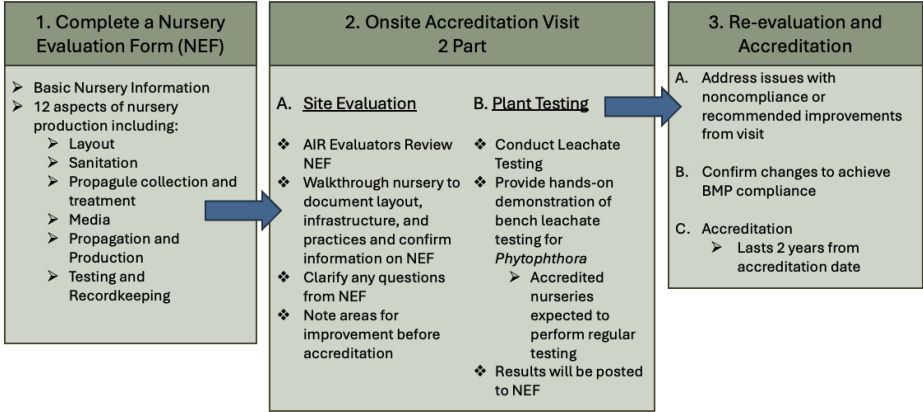 1. Complete a Nursery
Evaluation Form (NEF)
➢ Basic Nursery Information
➢ 12 aspects of nursery
production including:
➢ Layout
➢ Sanitation
➢ Propagule collection and
treatment
➢ Media
➢ Propagation and
Production
➢ Testing and
Recordkeeping
2. Onsite Accreditation Visit
2 Part
A. Site Evaluation
❖ AIR Evaluators Review
NEF
❖ Walkthrough nursery to
document layout,
infrastructure, and
practices and confirm
information on NEF
❖ Clarify any questions
from NEF
❖ Note areas for
improvement before
accreditation
B. Plant Testing
❖ Conduct Leachate
Testing
❖ Provide hands-on
demonstration of
bench leachate
testing for
Phytophthora
➢ Accredited
nurseries
expected to
perform regular
testing
❖ Results will be posted
to NEF
3. Re-evaluation and
Accreditation
A. Address issues with
noncompliance or
recommended improvements
from visit
B. Confirm changes to achieve
BMP compliance
C. Accreditation
➢ Lasts 2 years from
accreditation date